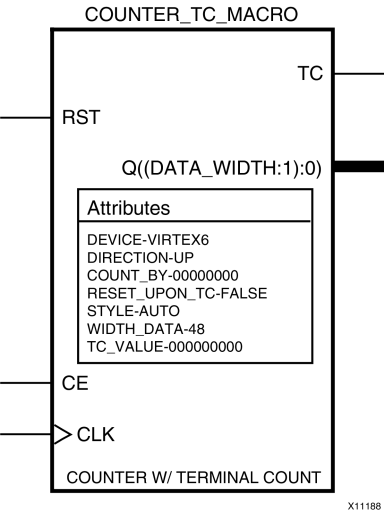 COUNTER_TC_MACRO
TC
RST
Q((DATA_WIDTH:1):0)
Attributes
DEVICE-VIRTEX6
DIRECTION-UP
COUNT_BY-00000000
RESET_UPON_TC-FALSE
STYLE-AUTO
WIDTH_DATA-48
TC_VALUE-000000000
CE
CLK
COUNTER W/ TERMINAL COUNT
X11188